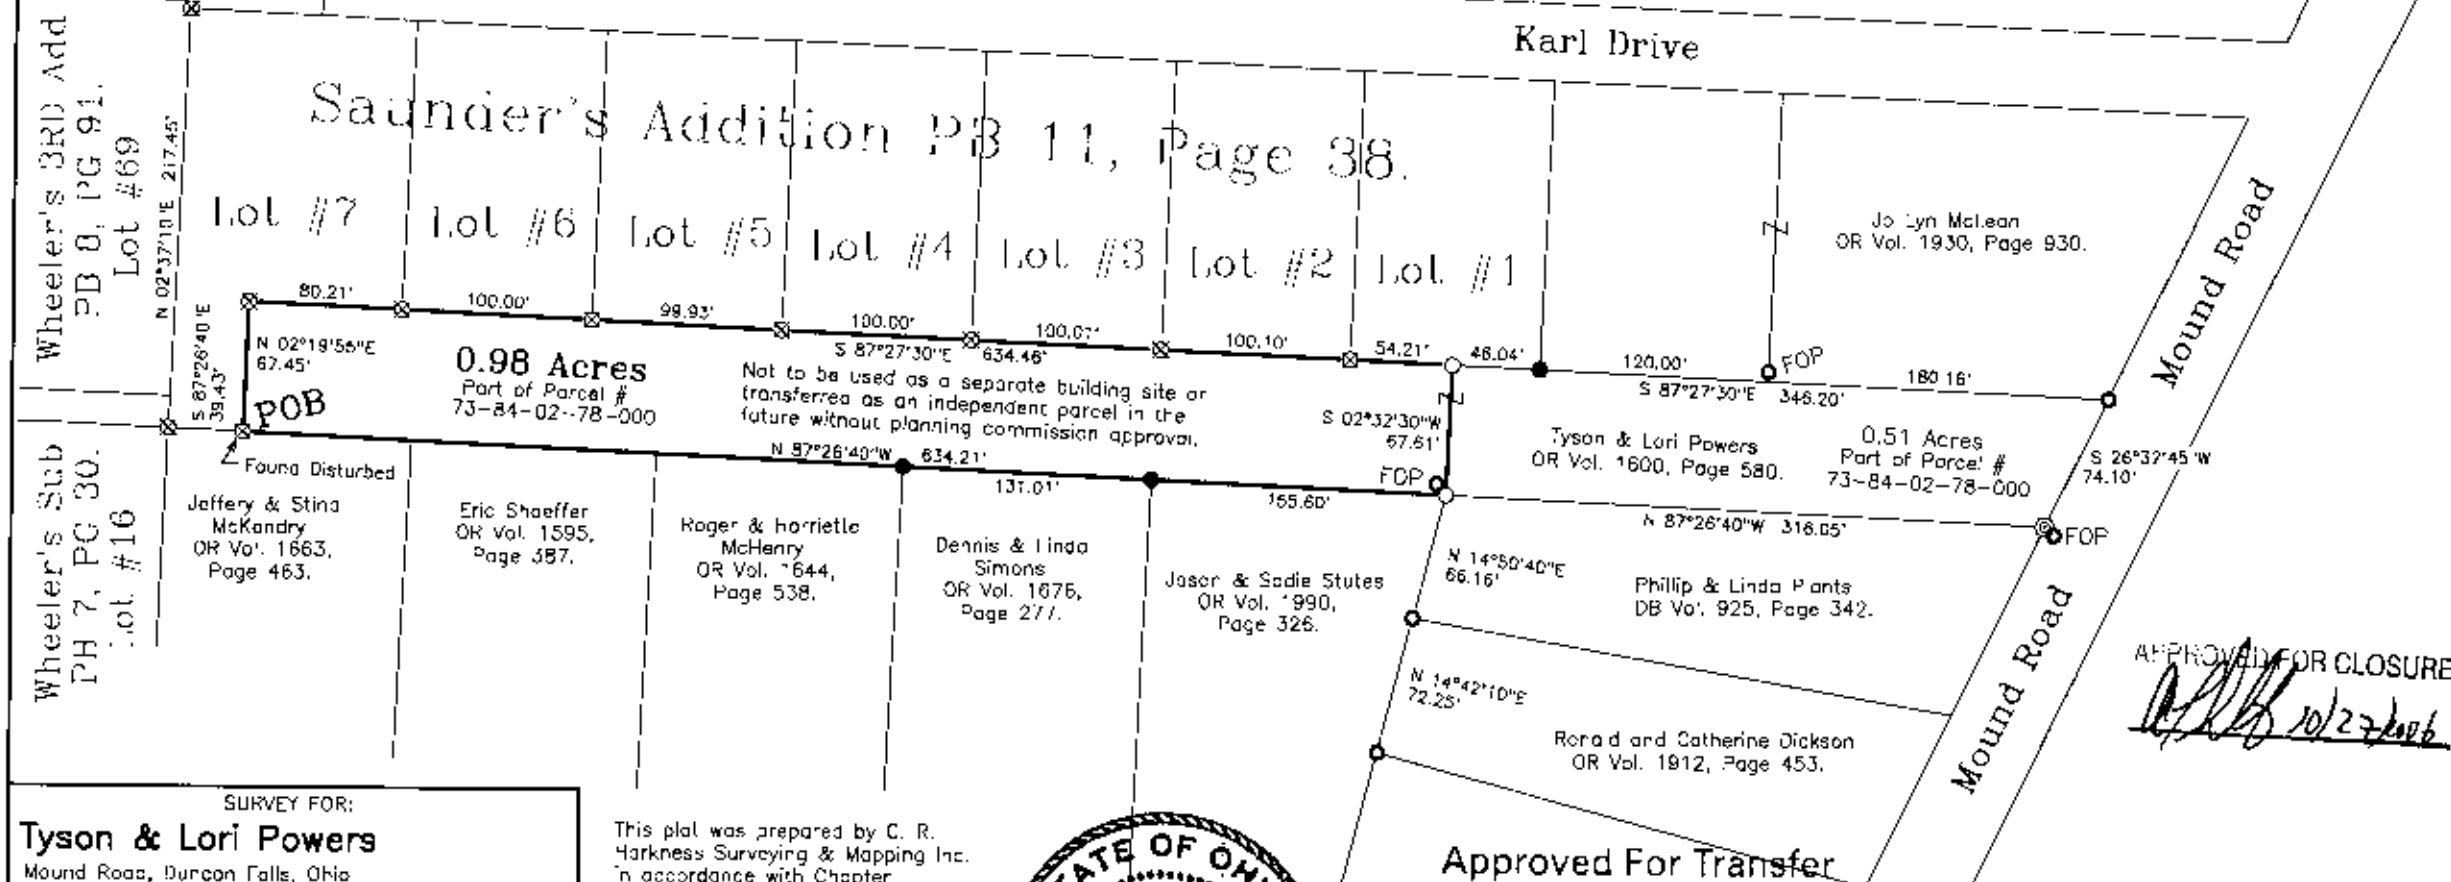 Karl Drive
Wheeler's 3RD Add
PB 8, PG 91.
Lot #69
N 02°37'10"E 217.45'
Saunder's Addition PB 11, Page 38.
Lot #7
Lot #6
Lot #5
Lot #4
Lot #3
Lot #2
Lot #1
Jo Lyn McLean
OR Vol. 1930, Page 930.
Mound Road
80.21'
100.00'
99.93'
100.00'
100.07'
100.10'
54.21'
46.04'
120.00'
FOP
180.16'
S 87°27'30"E 634.46'
S 87°27'30"E 346.20'
S 87°26'40"E
39.43'
N 02°19'55"E
67.45'
POB
Found Disturbed
0.98 Acres
Part of Parcel #
73-84-02-78-000
Not to be used as a separate building site or
transferred as an independent parcel in the
future without planning commission approval.
S 02°32'30"W
67.61'
FOP
Tyson & Lori Powers
OR Vol. 1600, Page 580.
0.51 Acres
Part of Parcel #
73-84-02-78-000
S 26°32'45"W
74.10'
FOP
N 87°26'40"W 634.21'
131.01'
155.60'
N 87°26'40"W 316.05'
Wheeler's Sub
PH 7, PG 30.
Lot #16
Jeffery & Stina
McKendry
OR Vol. 1663,
Page 463.
Eric Shaeffer
OR Vol. 1595,
Page 387.
Roger & Harriette
McHenry
OR Vol. 1644,
Page 538.
Dennis & Linda
Simons
OR Vol. 1676,
Page 277.
Jason & Sadie Stutes
OR Vol. 1990,
Page 326.
N 14°50'40"E
66.16'
Phillip & Linda Plants
DB Vol. 925, Page 342.
N 14°42'10"E
72.25'
Ronald and Catherine Dickson
OR Vol. 1912, Page 453.
Mound Road
APPROVED FOR CLOSURE
10/27/2006
SURVEY FOR:
Tyson & Lori Powers
Mound Road, Duncan Falls, Ohio
This plat was prepared by C. R.
Harkness Surveying & Mapping Inc.
in accordance with Chapter
STATE OF OHI
Approved For Transfer